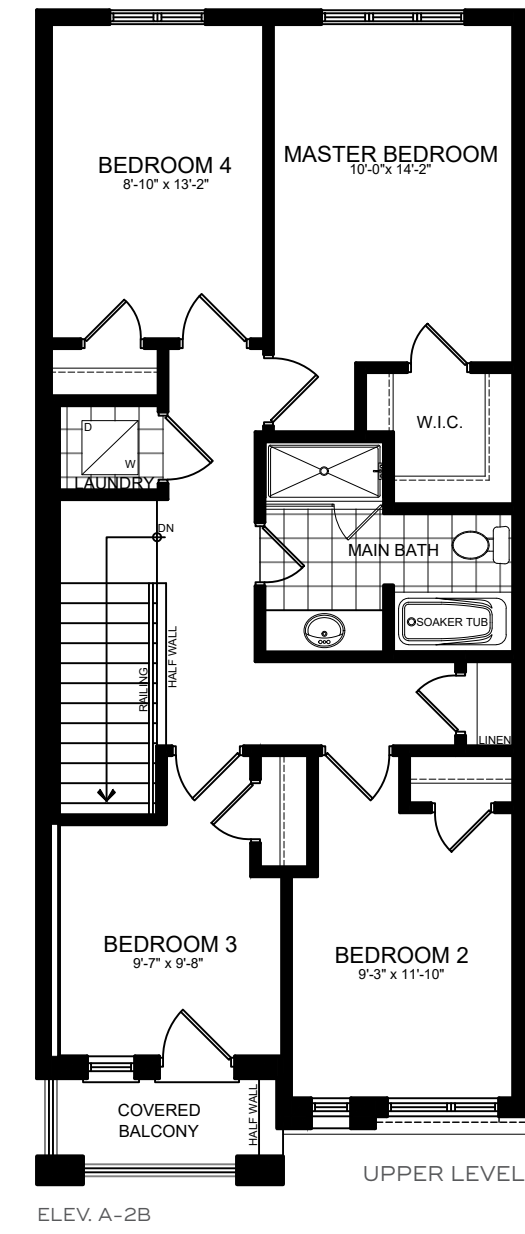 BEDROOM 4
8'-10" x 13'-2"
MASTER BEDROOM
10'-0"x 14'-2"
W.I.C.
D
W
LAUNDRY
DN
MAIN BATH
SOAKER TUB
HALF WALL
RAILING
LINEN
BEDROOM 3
9'-7" x 9'-8"
BEDROOM 2
9'-3" x 11'-10"
COVERED
BALCONY
HALF WALL
UPPER LEVEL
ELEV. A-2B